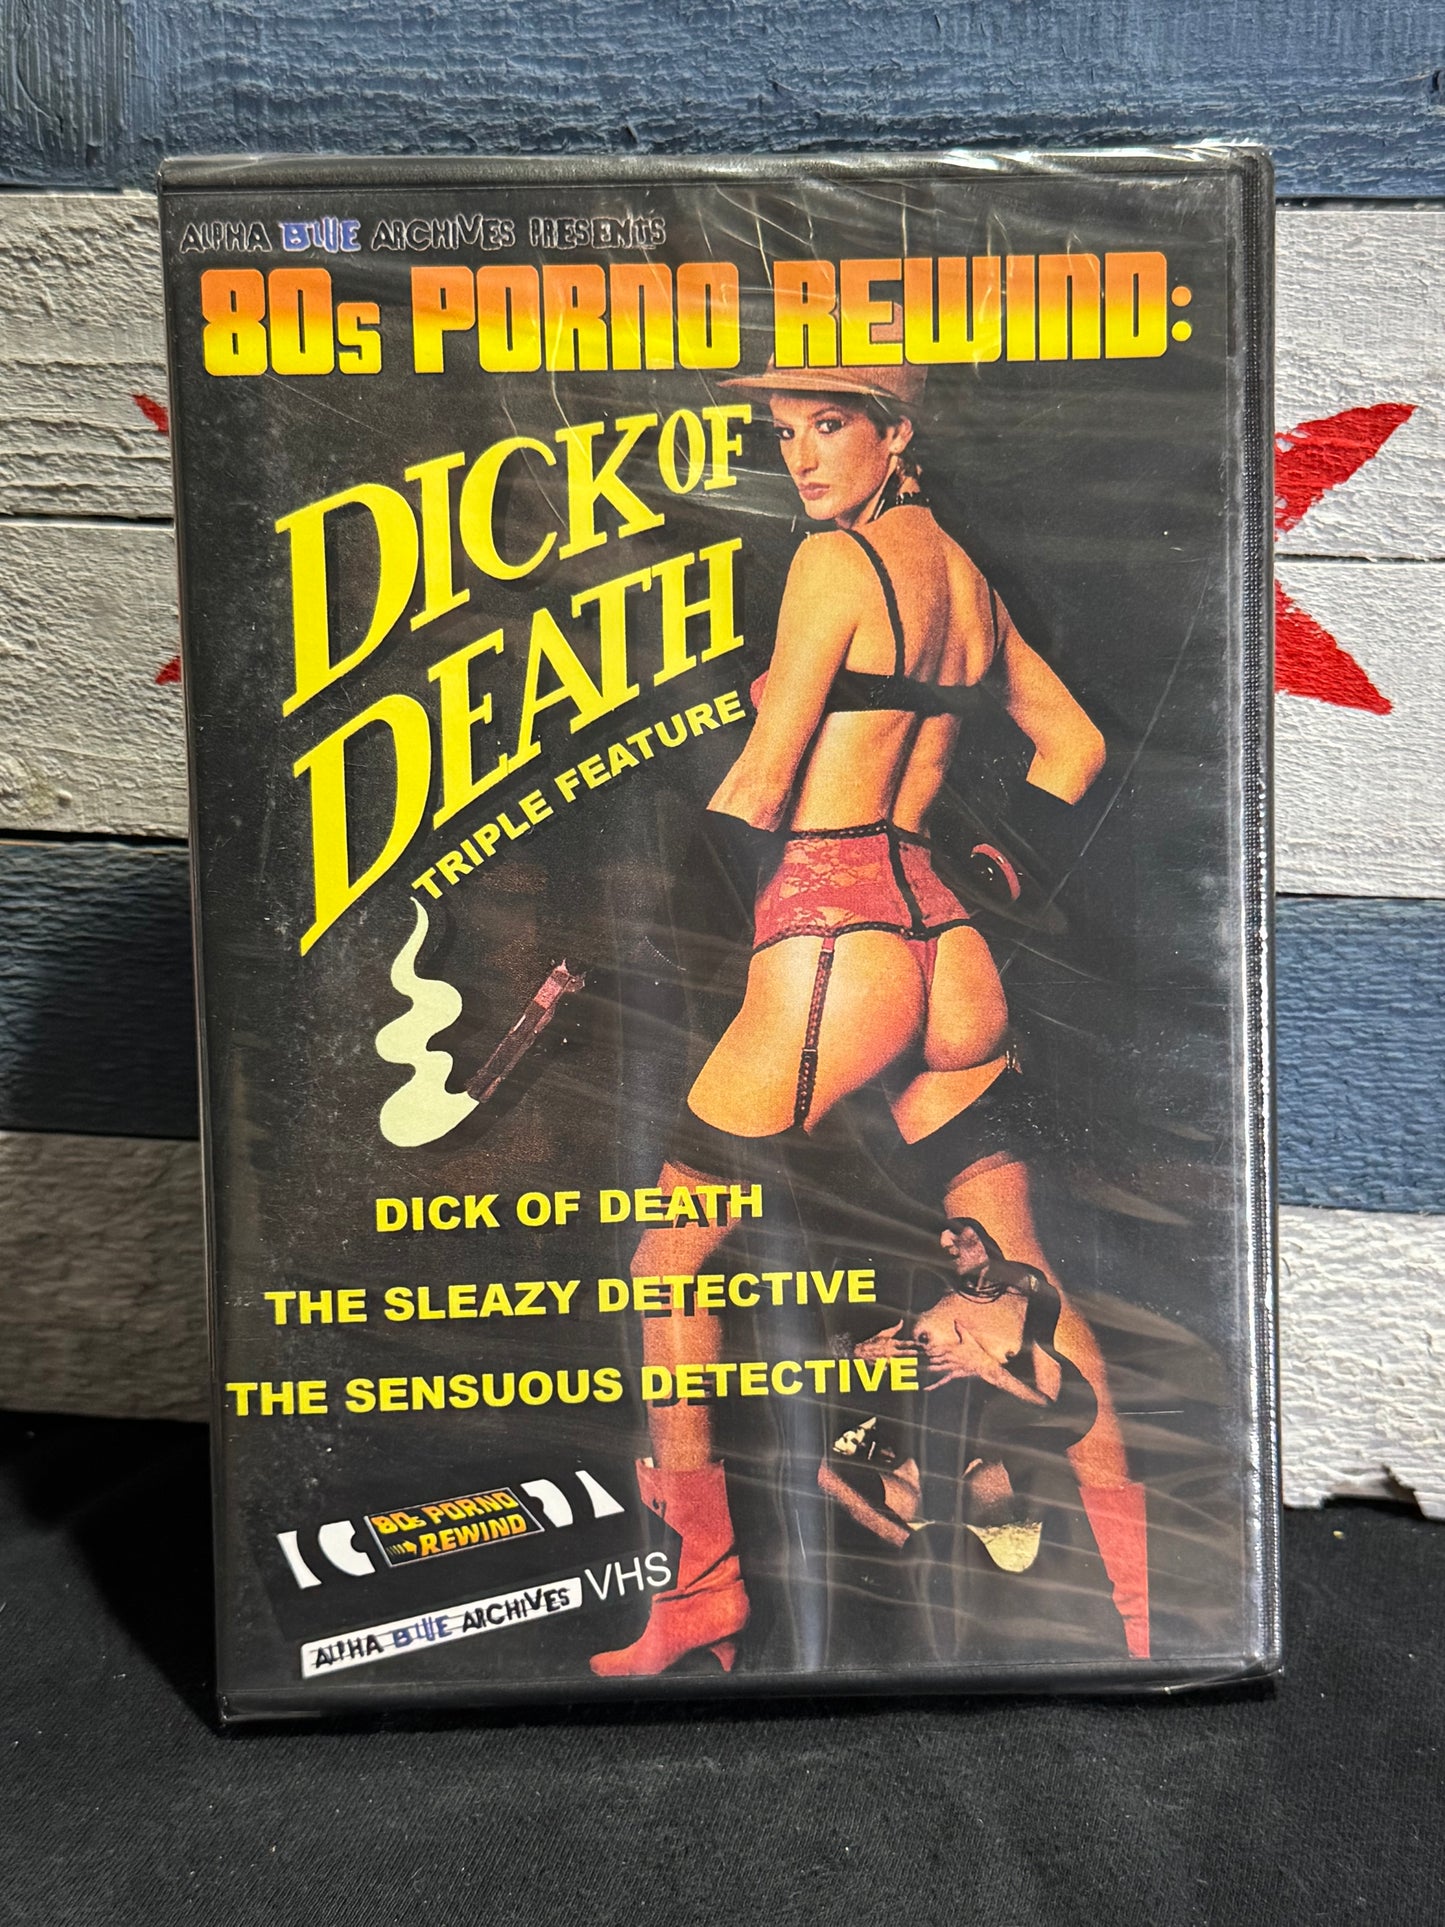 ALPHA BLUE ARCHIVES PRESENTS
80s PORNO REWIND:
DICK OF
DEATH
TRIPLE FEATURE
DICK OF DEATH
THE SLEAZY DETECTIVE
THE SENSUOUS DETECTIVE
80s PORNO
REWIND
ALPHA BLUE ARCHIVES VHS